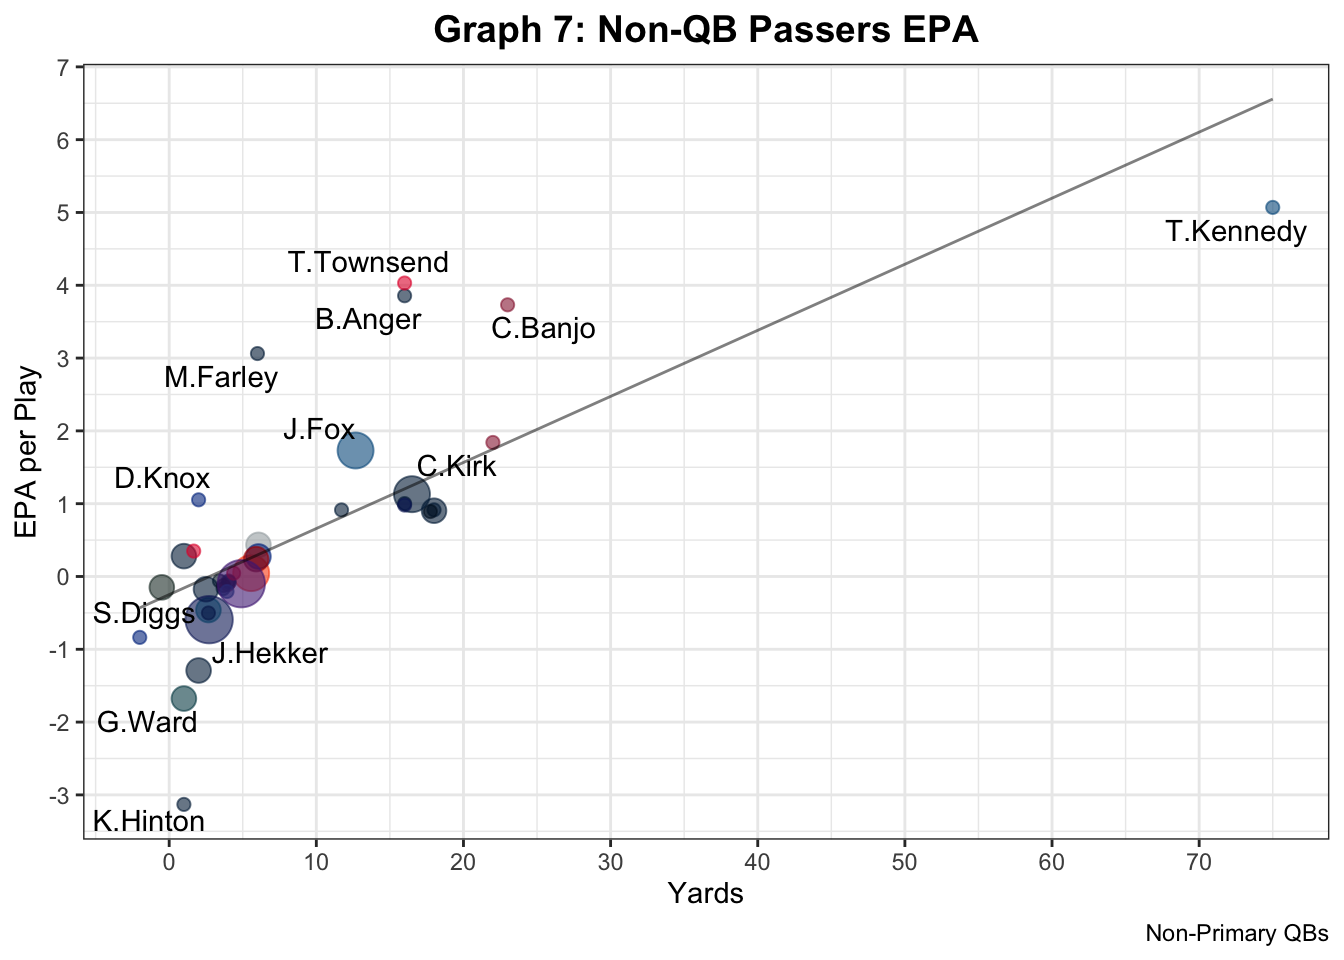 Graph 7: Non-QB Passers EPA
7
6
5
4
3
2
1
0
-1
-2
-3
EPA per Play
T.Kennedy
T.Townsend
B.Anger
C.Banjo
M.Farley
J.Fox
C.Kirk
D.Knox
S.Diggs
J.Hekker
G.Ward
K.Hinton
0 10 20 30 40 50 60 70
Yards
Non-Primary QBs